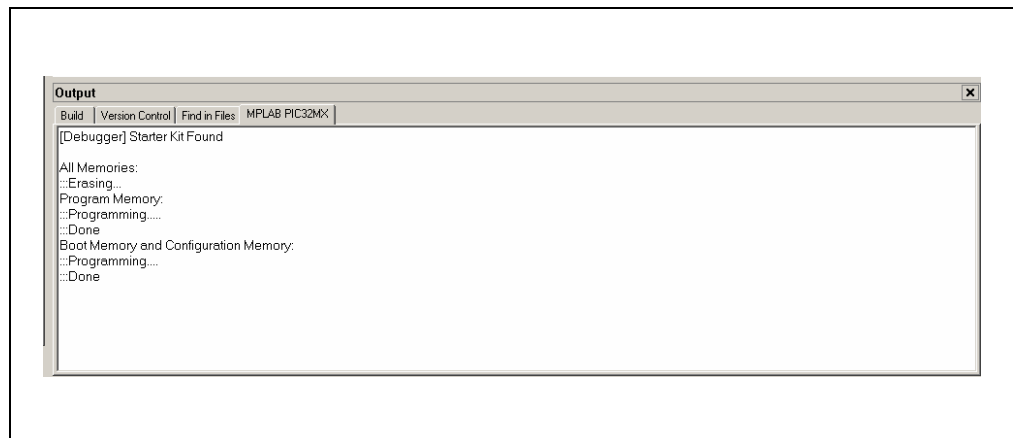 Output
Build Version Control Find in Files MPLAB PIC32MX
[Debugger] Starter Kit Found
All Memories:
:::Erasing...
Program Memory:
:::Programming.....
:::Done
Boot Memory and Configuration Memory:
:::Programming....
:::Done